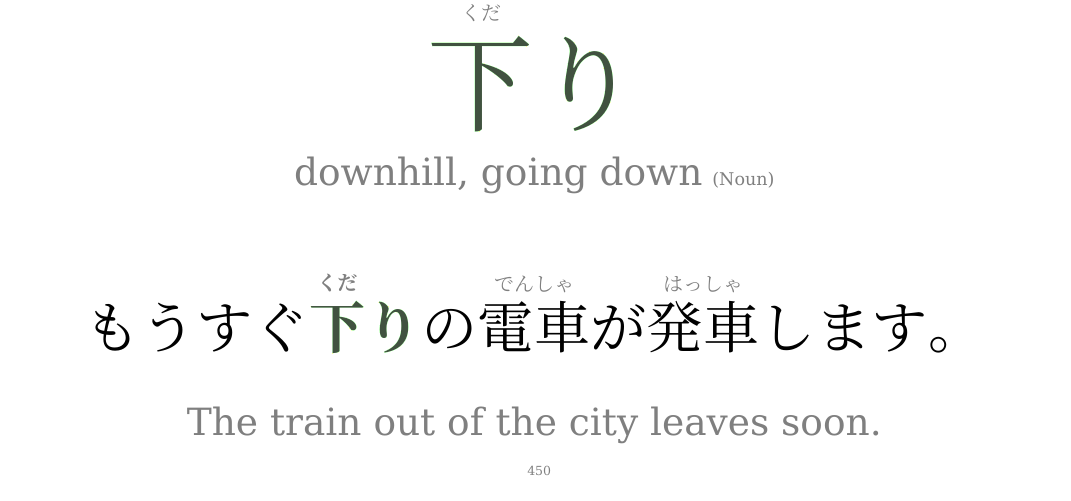 くだ
下り
downhill, going down (Noun)
くだ でんしゃ はっしゃ
もうすぐ下りの電車が発車します。
The train out of the city leaves soon.
450